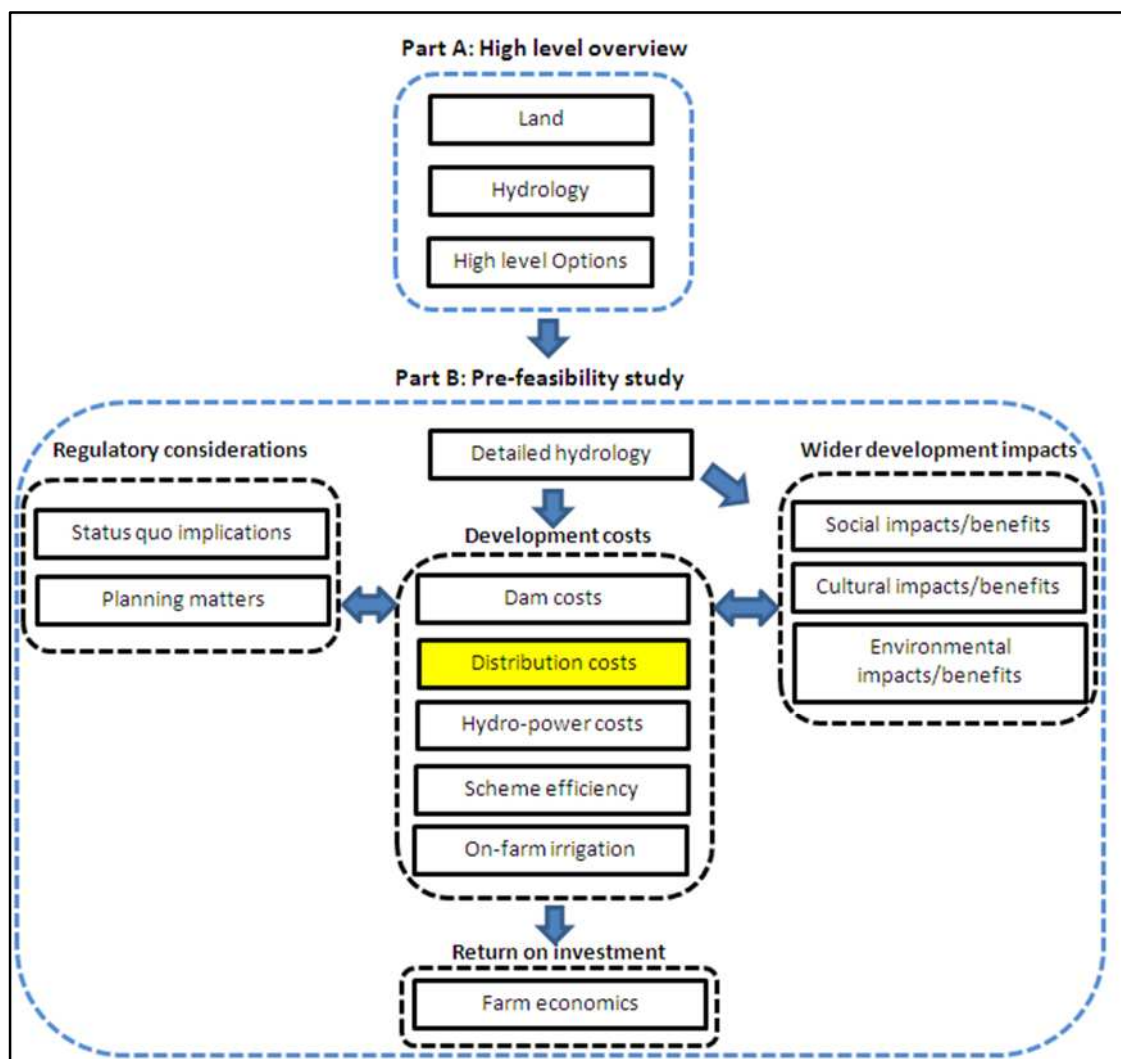 Part A: High level overview
Land
Hydrology
High level Options
Part B: Pre-feasibility study
Regulatory considerations
Status quo implications
Planning matters
Detailed hydrology
Development costs
Dam costs
Distribution costs
Hydro-power costs
Scheme efficiency
On-farm irrigation
Wider development impacts
Social impacts/benefits
Cultural impacts/benefits
Environmental
impacts/benefits
Return on investment
Farm economics